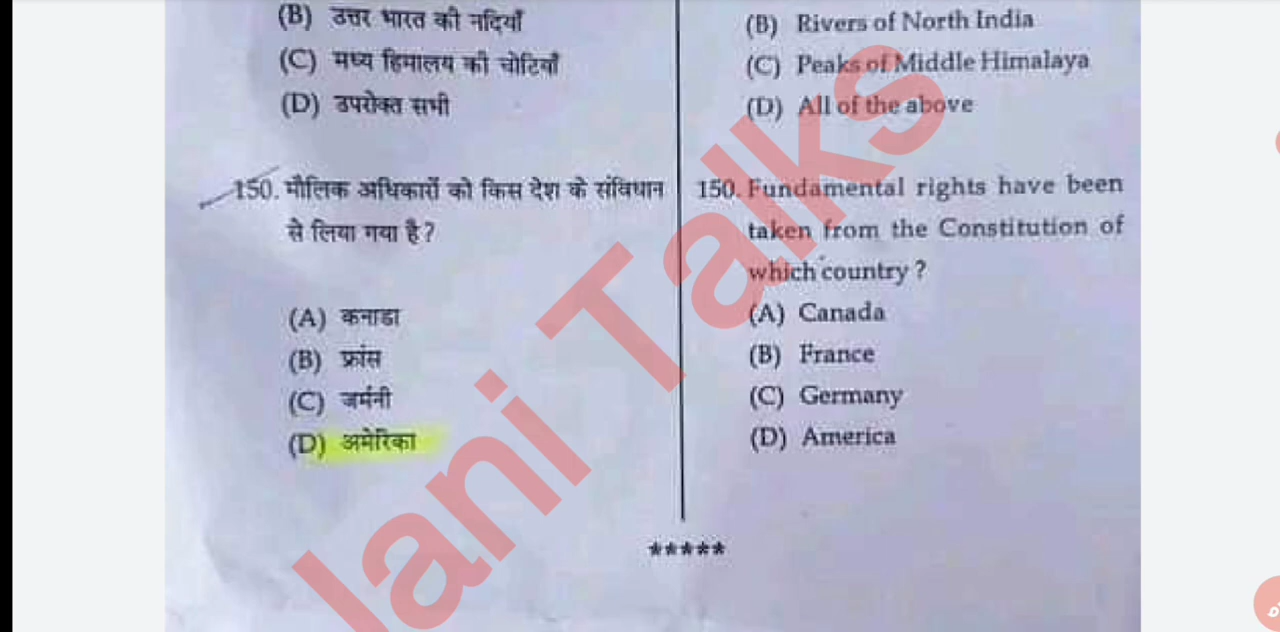 (B) उत्तर भारत की नदियाँ
(C) मध्य हिमालय की चोटियाँ
(D) उपरोक्त सभी
150. मौलिक अधिकारों को किस देश के संविधान
से लिया गया है?
(A) कनाडा
(B) फ्रांस
(C) जर्मनी
(D) अमेरिका
(B) Rivers of North India
(C) Peaks of Middle Himalaya
(D) All of the above
150. Fundamental rights have been
taken from the Constitution of
which country ?
(A) Canada
(B) France
(C) Germany
(D) America
*****
Talks